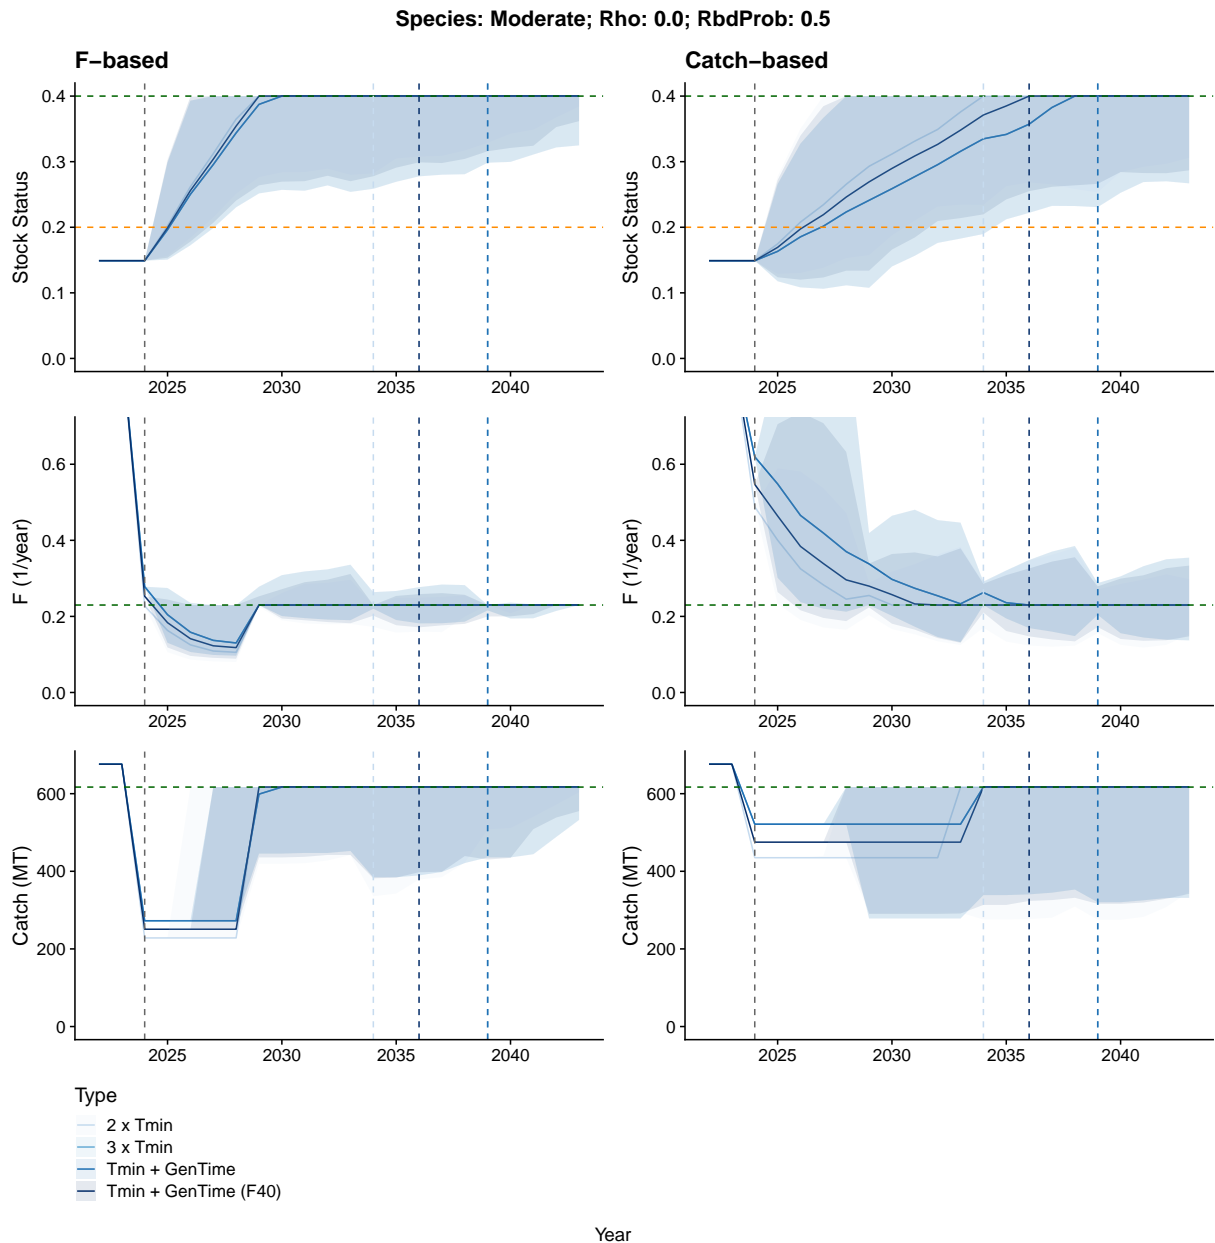 Species: Moderate; Rho: 0.0; RbdProb: 0.5
F−based
Catch−based
Stock Status
0.4
0.3
0.2
0.1
0.0
2025 2030 2035 2040
Stock Status
0.4
0.3
0.2
0.1
0.0
2025 2030 2035 2040
F (1/year)
0.6
0.4
0.2
0.0
2025 2030 2035 2040
F (1/year)
0.6
0.4
0.2
0.0
2025 2030 2035 2040
Catch (MT)
600
400
200
0
2025 2030 2035 2040
Catch (MT)
600
400
200
0
2025 2030 2035 2040
Type
2 x Tmin
3 x Tmin
Tmin + GenTime
Tmin + GenTime (F40)
Year